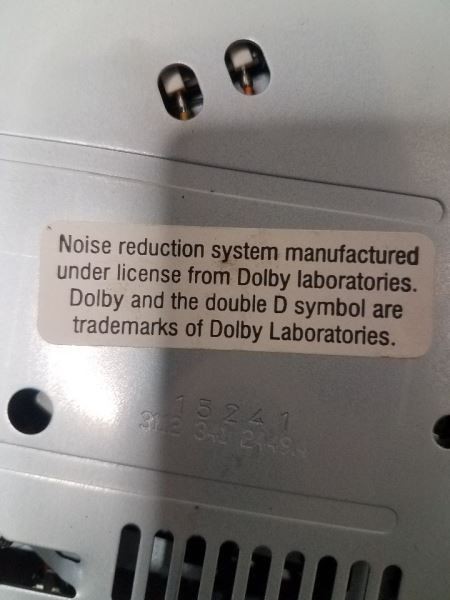 Noise reduction system manufactured
under license from Dolby laboratories.
Dolby and the double D symbol are
trademarks of Dolby Laboratories.
15241